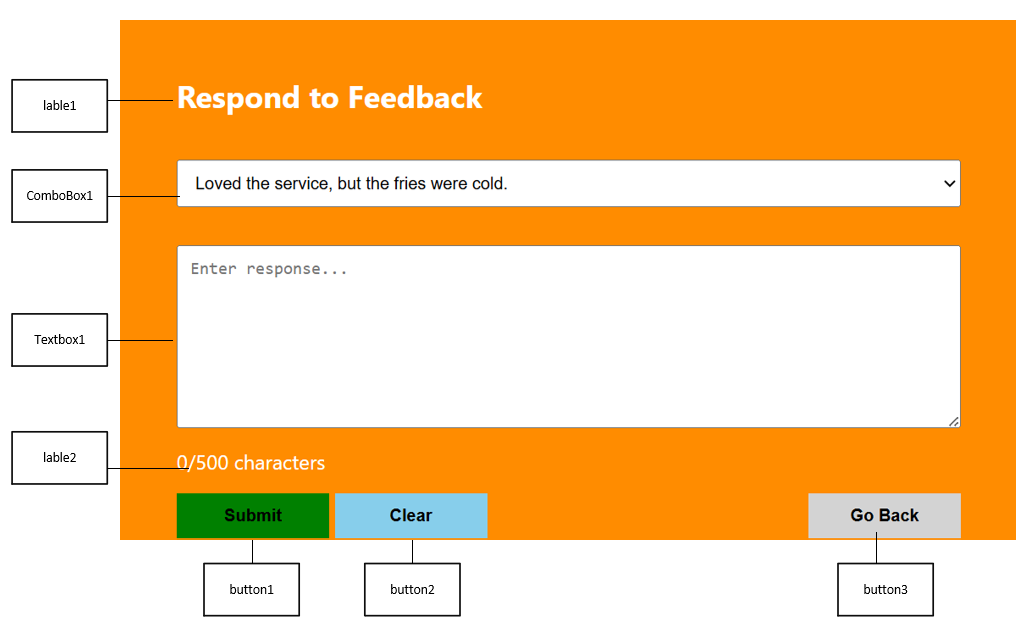 lable1
Respond to Feedback
ComboBox1
Loved the service, but the fries were cold.
Enter response...
Textbox1
lable2
0/500 characters
Submit
Clear
Go Back
button1
button2
button3